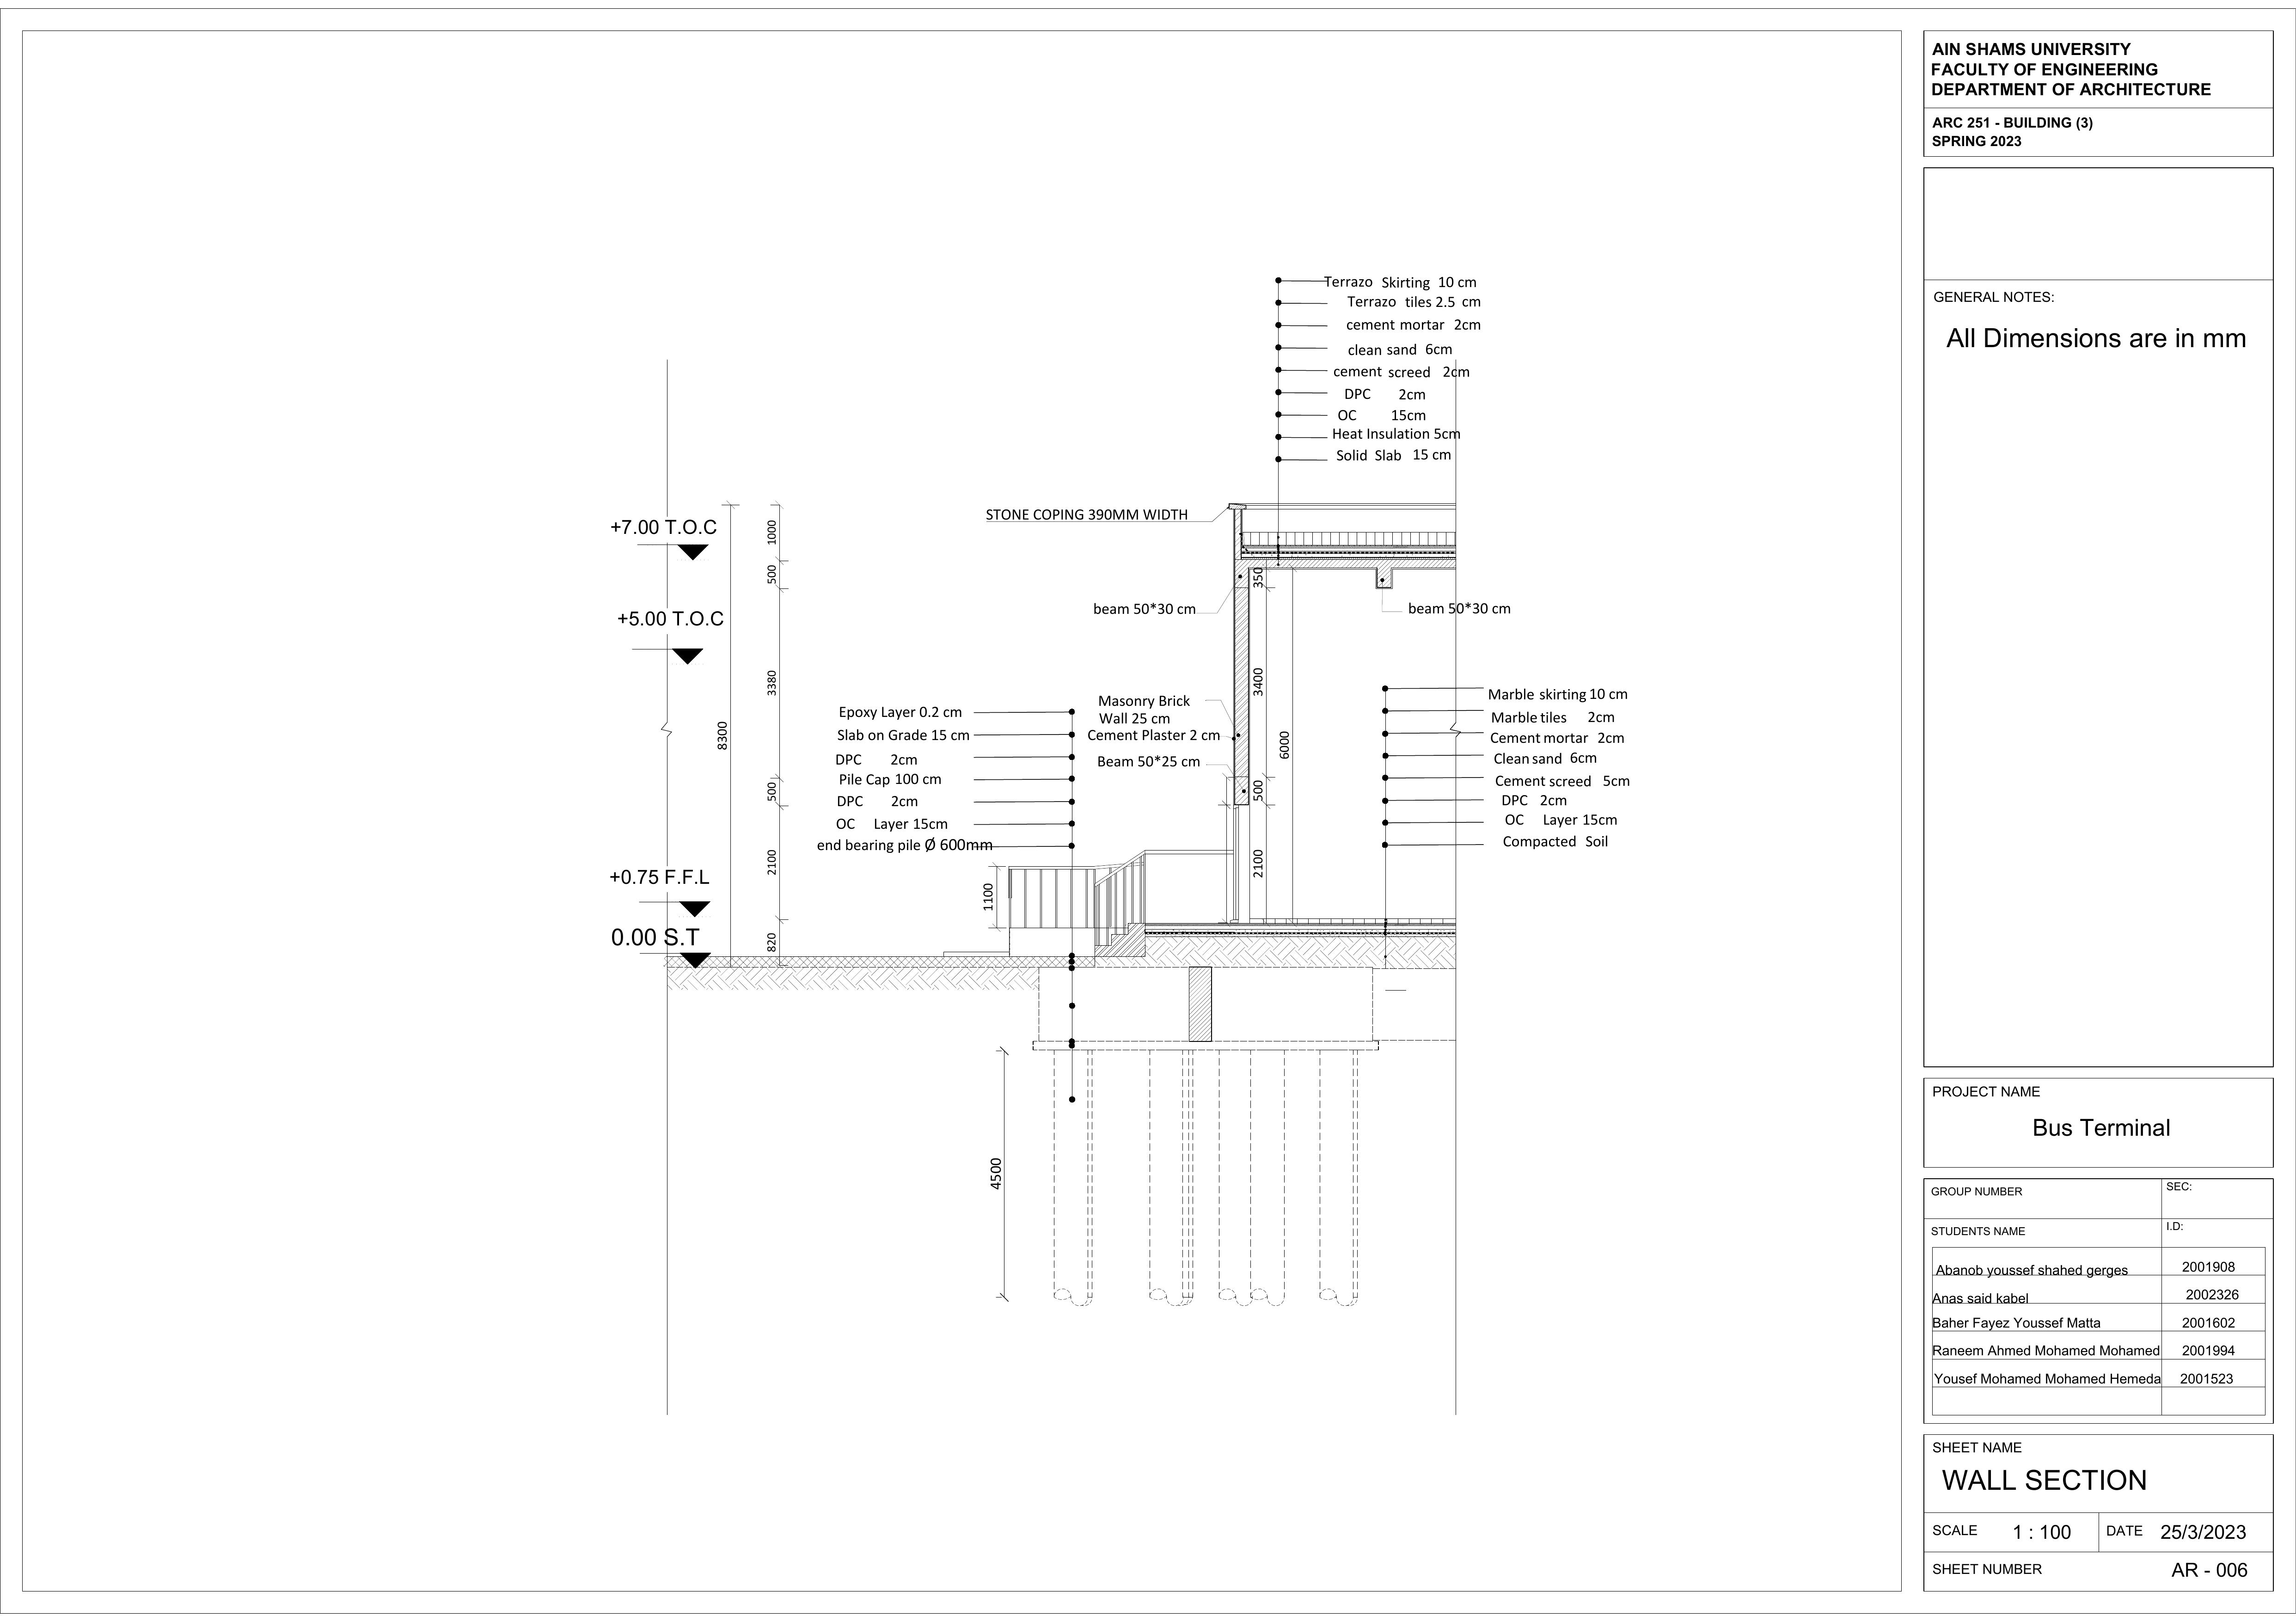 AIN SHAMS UNIVERSITY
FACULTY OF ENGINEERING
DEPARTMENT OF ARCHITECTURE
ARC 251 - BUILDING (3)
SPRING 2023
GENERAL NOTES:
All Dimensions are in mm
PROJECT NAME
Bus Terminal
GROUP NUMBER
SEC:
STUDENTS NAME
I.D:
Abanob youssef shahed gerges 2001908
Anas said kabel 2002326
Baher Fayez Youssef Matta 2001602
Raneem Ahmed Mohamed Mohamed 2001994
Yousef Mohamed Mohamed Hemeda 2001523
SHEET NAME
WALL SECTION
SCALE 1 : 100 DATE 25/3/2023
SHEET NUMBER AR - 006
Terrazo Skirting 10 cm
Terrazo tiles 2.5 cm
cement mortar 2cm
clean sand 6cm
cement screed 2cm
DPC 2cm
OC 15cm
Heat Insulation 5cm
Solid Slab 15 cm
STONE COPING 390MM WIDTH
+7.00 T.O.C
+5.00 T.O.C
+0.75 F.F.L
0.00 S.T
8300
1000
500
3380
500
2100
820
beam 50*30 cm
beam 50*30 cm
350
3400
500
2100
6000
Masonry Brick
Wall 25 cm
Cement Plaster 2 cm
Beam 50*25 cm
Epoxy Layer 0.2 cm
Slab on Grade 15 cm
DPC 2cm
Pile Cap 100 cm
DPC 2cm
OC Layer 15cm
end bearing pile Ø 600mm
Marble skirting 10 cm
Marble tiles 2cm
Cement mortar 2cm
Clean sand 6cm
Cement screed 5cm
DPC 2cm
OC Layer 15cm
Compacted Soil
1100
4500